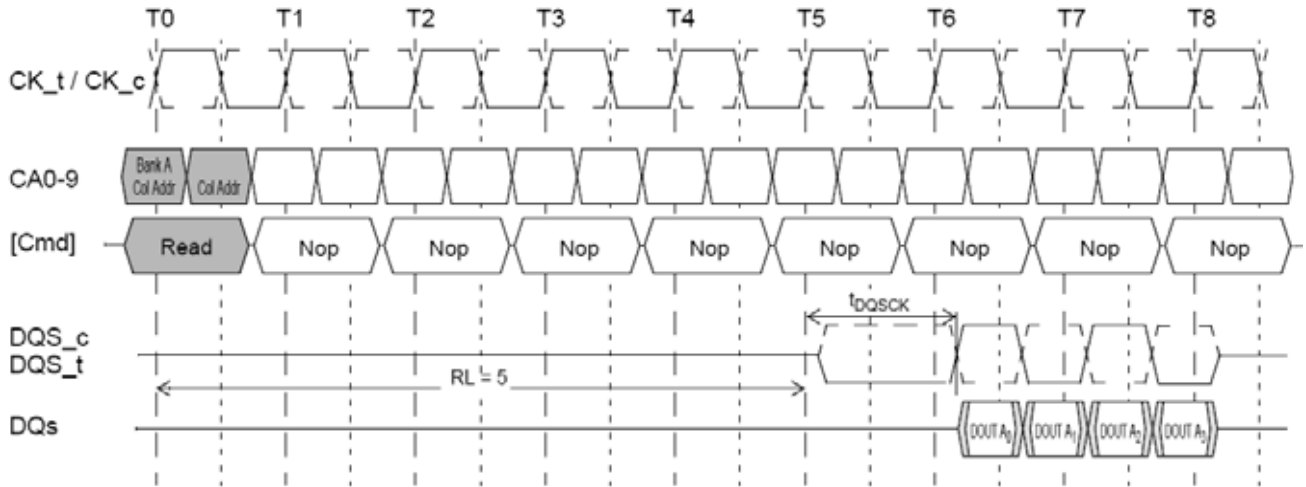 T0 T1 T2 T3 T4 T5 T6 T7 T8
CK_t / CK_c
CA0-9
Bank A
Col Addr
Col Addr
[Cmd]
Read Nop Nop Nop Nop Nop Nop Nop Nop
tDQSCK
DQS_c
DQS_t
RL = 5
DQs
DOUT A0 DOUT A1 DOUT A2 DOUT A3